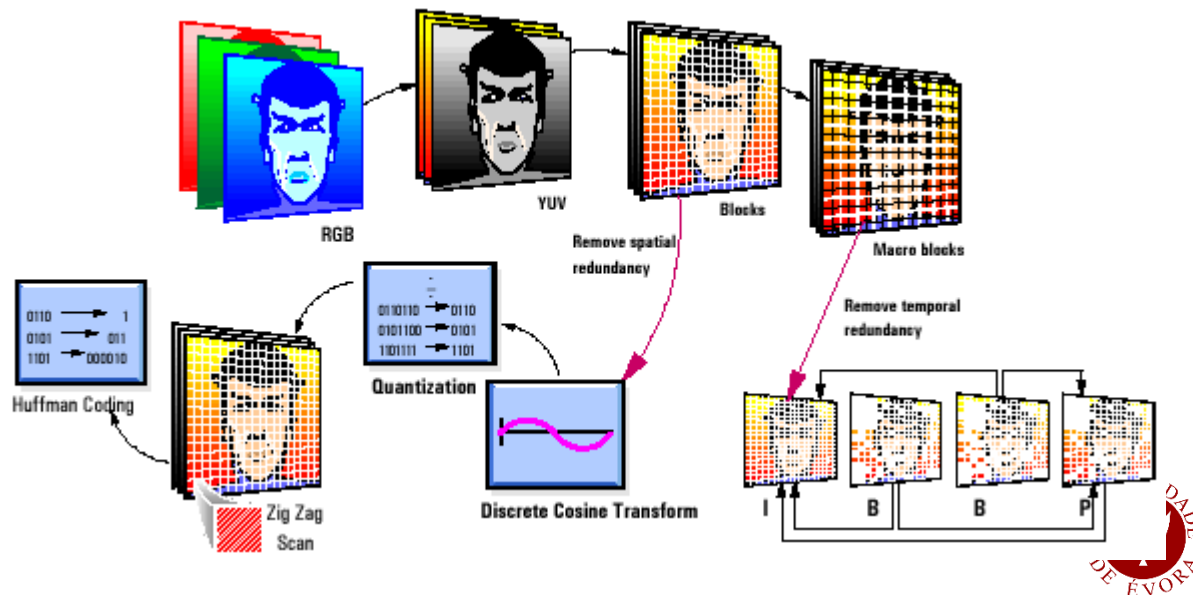 RGB
YUV
Blocks
Macro blocks
Remove spatial
redundancy
Remove temporal
redundancy
0110 1
0101 011
1101 000010
Huffman Coding
0110110 0110
0101100 0101
1101111 1101
Quantization
Discrete Cosine Transform
Zig Zag
Scan
I B B P
DADE
DE ÉVORA